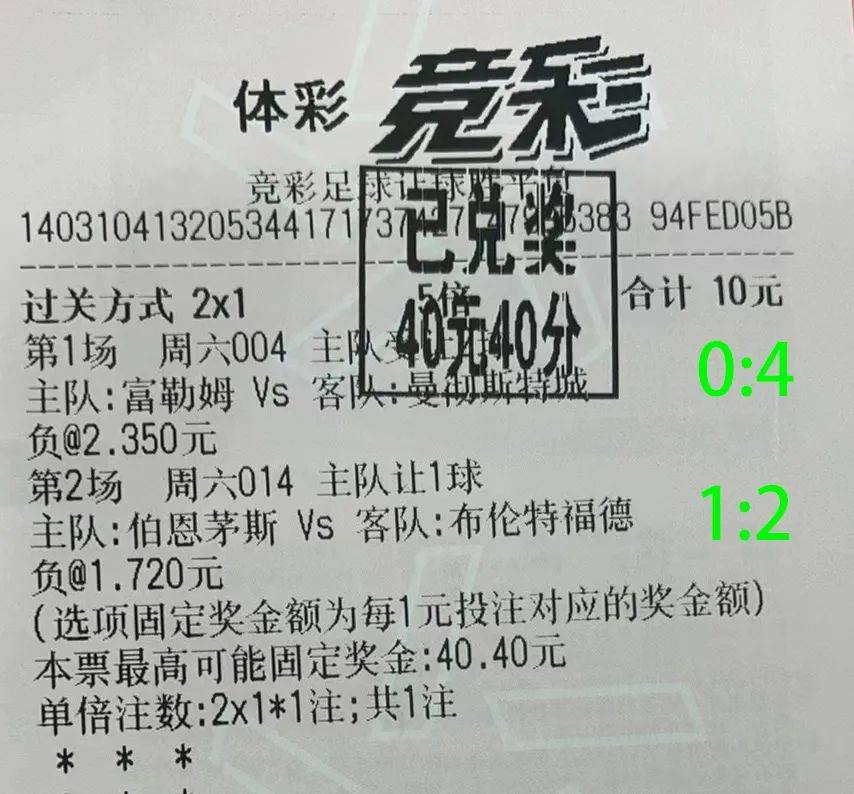 体彩 竞彩
竞彩足球让球胜平负
94FED05B
已兑奖
40元40分
过关方式 2x1 5倍 合计 10元
第1场 周六004 主队受
主队:富勒姆 Vs 客队:曼彻斯特城
0:4
负@2.350元
第2场 周六014 主队让1球
主队:伯恩茅斯 Vs 客队:布伦特福德
1:2
负@1.720元
(选项固定奖金额为每1元投注对应的奖金额)
本票最高可能固定奖金:40.40元
单倍注数:2x1*1注;共1注
* * *